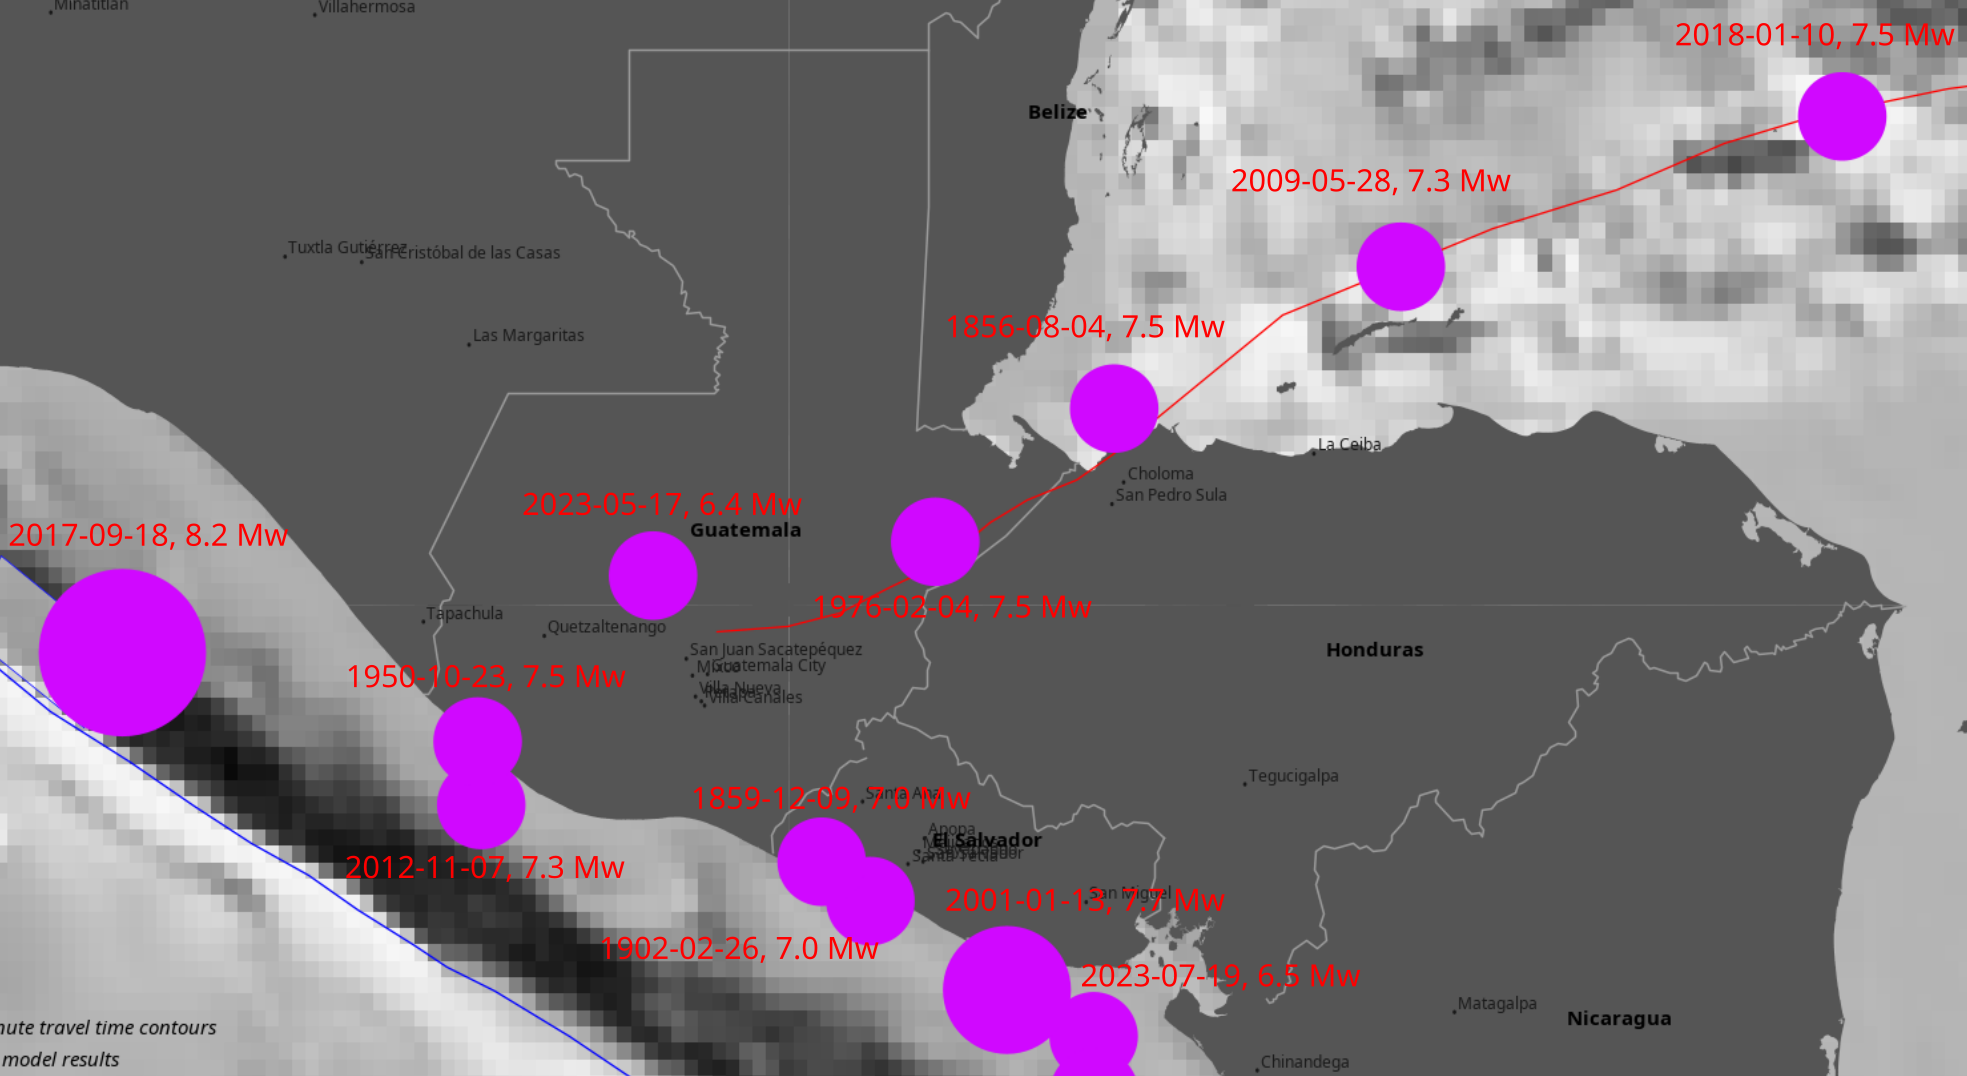 Minatitlán
Villahermosa
2018-01-10, 7.5 Mw
Belize
2009-05-28, 7.3 Mw
Tuxtla Gutiérrez
San Cristóbal de las Casas
1856-08-04, 7.5 Mw
Las Margaritas
La Ceiba
Choloma
San Pedro Sula
2023-05-17, 6.4 Mw
Guatemala
2017-09-18, 8.2 Mw
1976-02-04, 7.5 Mw
Tapachula
Quetzaltenango
San Juan Sacatepéquez
Mixco
Guatemala City
Honduras
1950-10-23, 7.5 Mw
Villa Nueva
Villa Canales
Tegucigalpa
1859-12-09, 7.0 Mw
Santa Ana
Apopa
El Salvador
Santa Tecla
2012-11-07, 7.3 Mw
San Miguel
2001-01-13, 7.7 Mw
1902-02-26, 7.0 Mw
2023-07-19, 6.5 Mw
Matagalpa
Nicaragua
nute travel time contours
model results
Chinandega